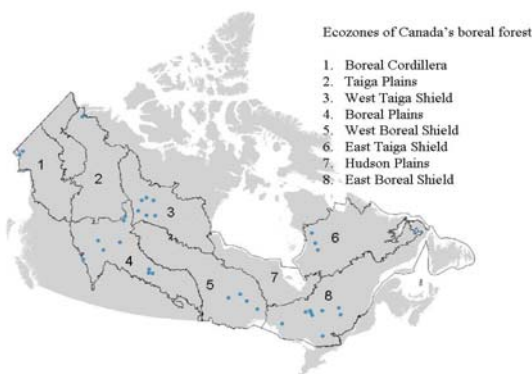 Ecozones of Canada's boreal forest
1. Boreal Cordillera
2. Taiga Plains
3. West Taiga Shield
4. Boreal Plains
5. West Boreal Shield
6. East Taiga Shield
7. Hudson Plains
8. East Boreal Shield
1
2
3
4
5
6
7
8